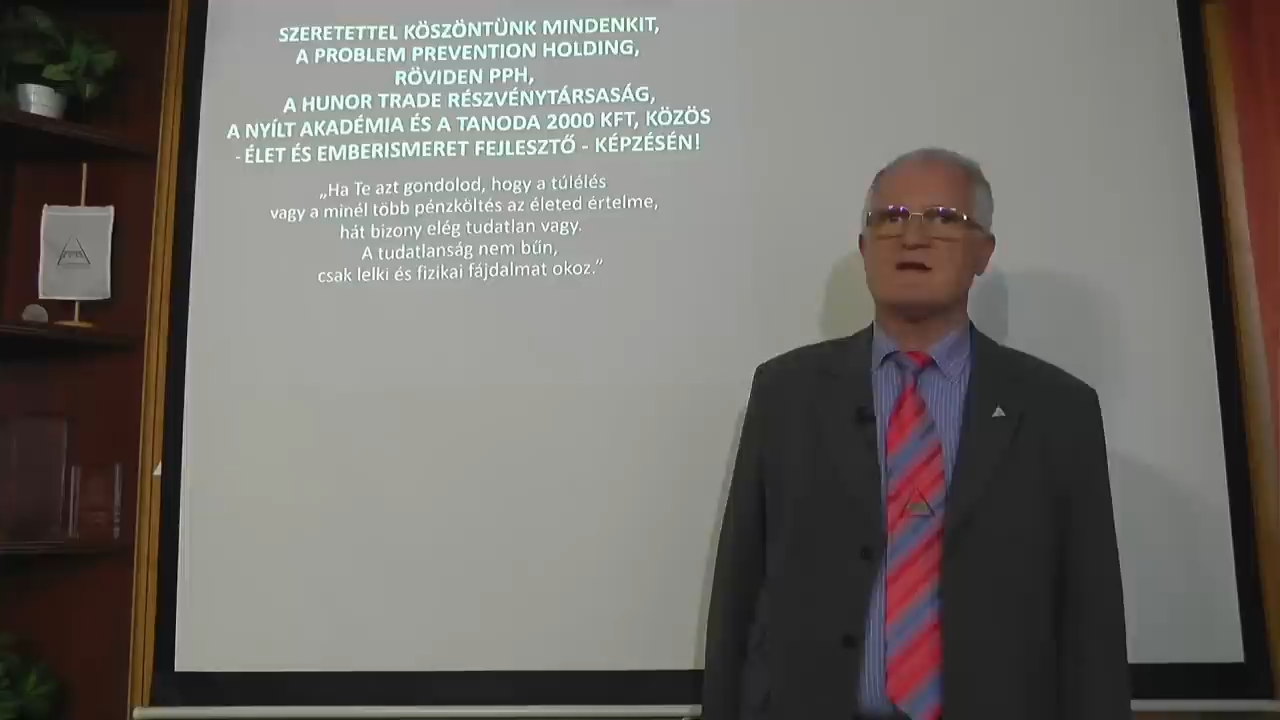 SZERETETTEL KÖSZÖNTÜNK MINDENKIT,
A PROBLEM PREVENTION HOLDING,
RÖVIDEN PPH,
A HUNOR TRADE RÉSZVÉNYTÁRSASÁG,
A NYÍLT AKADÉMIA ÉS A TANODA 2000 KFT, KÖZÖS
- ÉLET ÉS EMBERISMERET FEJLESZTŐ - KÉPZÉSÉN!
„Ha Te azt gondolod, hogy a túlélés
vagy a minél több pénzköltés az életed értelme,
hát bizony elég tudatlan vagy.
A tudatlanság nem bűn,
csak lelki és fizikai fájdalmat okoz.”